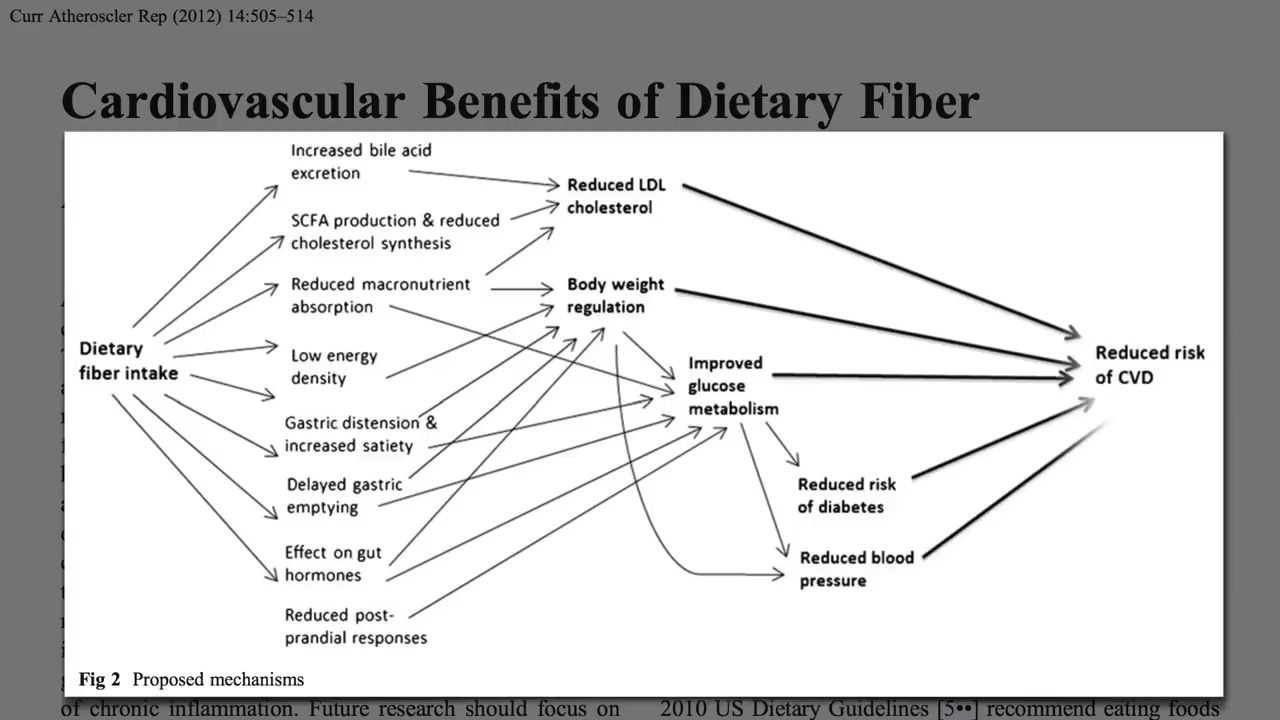 Curr Atheroscler Rep (2012) 14:505–514
Cardiovascular Benefits of Dietary Fiber
Increased bile acid
excretion
SCFA production & reduced
cholesterol synthesis
Reduced macronutrient
absorption
Low energy
density
Gastric distension &
increased satiety
Delayed gastric
emptying
Effect on gut
hormones
Reduced post-
prandial responses
Dietary
fiber intake
Reduced LDL
cholesterol
Body weight
regulation
Improved
glucose
metabolism
Reduced risk
of diabetes
Reduced blood
pressure
Reduced risk
of CVD
Fig 2 Proposed mechanisms
of chronic inflammation. Future research should focus on
2010 US Dietary Guidelines [5••] recommend eating foods